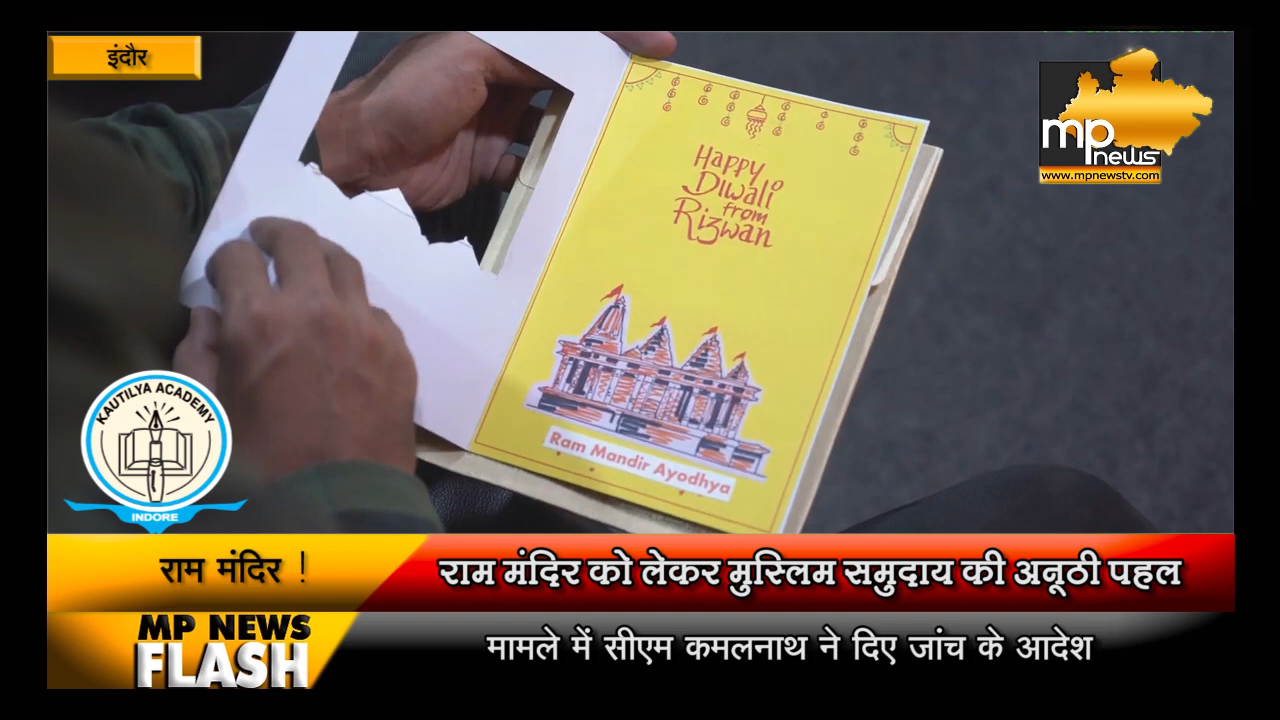 इंदौर
mp news
www.mpnewstv.com
Happy
Diwali
from
Rizwan
Ram Mandir Ayodhya
KAUTILYA ACADEMY
INDORE
राम मंदिर !
राम मंदिर को लेकर मुस्लिम समुदाय की अनूठी पहल
MP NEWS
FLASH
मामले में सीएम कमलनाथ ने दिए जांच के आदेश